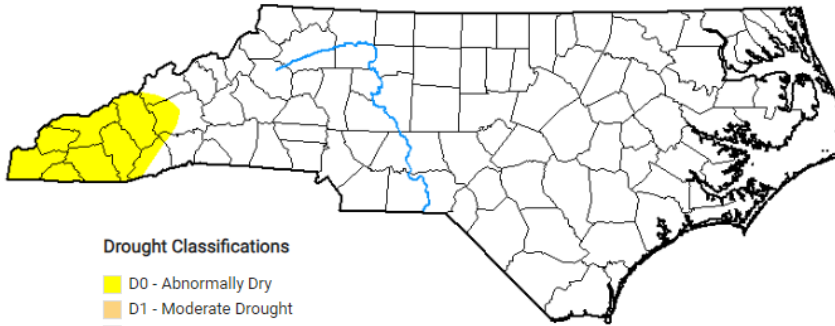 Drought Classifications
D0 - Abnormally Dry
D1 - Moderate Drought